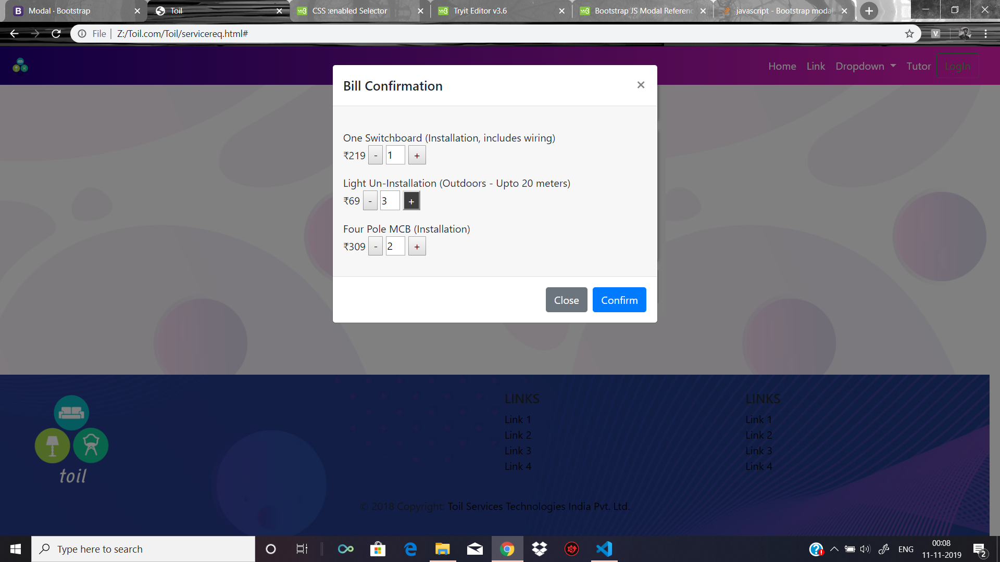 Modal · Bootstrap
Toil
CSS :enabled Selector
Tryit Editor v3.6
Bootstrap JS Modal Referenc
javascript - Bootstrap modal
File
Z:/Toil.com/Toil/servicereq.html#
Home Link Dropdown Tutor LogIn
Bill Confirmation ×
One Switchboard (Installation, includes wiring)
₹219 - 1 +
Light Un-Installation (Outdoors - Upto 20 meters)
₹69 - 3 +
Four Pole MCB (Installation)
₹309 - 2 +
Close Confirm
toil
LINKS
Link 1
Link 2
Link 3
Link 4
LINKS
Link 1
Link 2
Link 3
Link 4
© 2018 Copyright: Toil Services Technologies India Pvt. Ltd.
Type here to search
ENG
00:08
11-11-2019
2